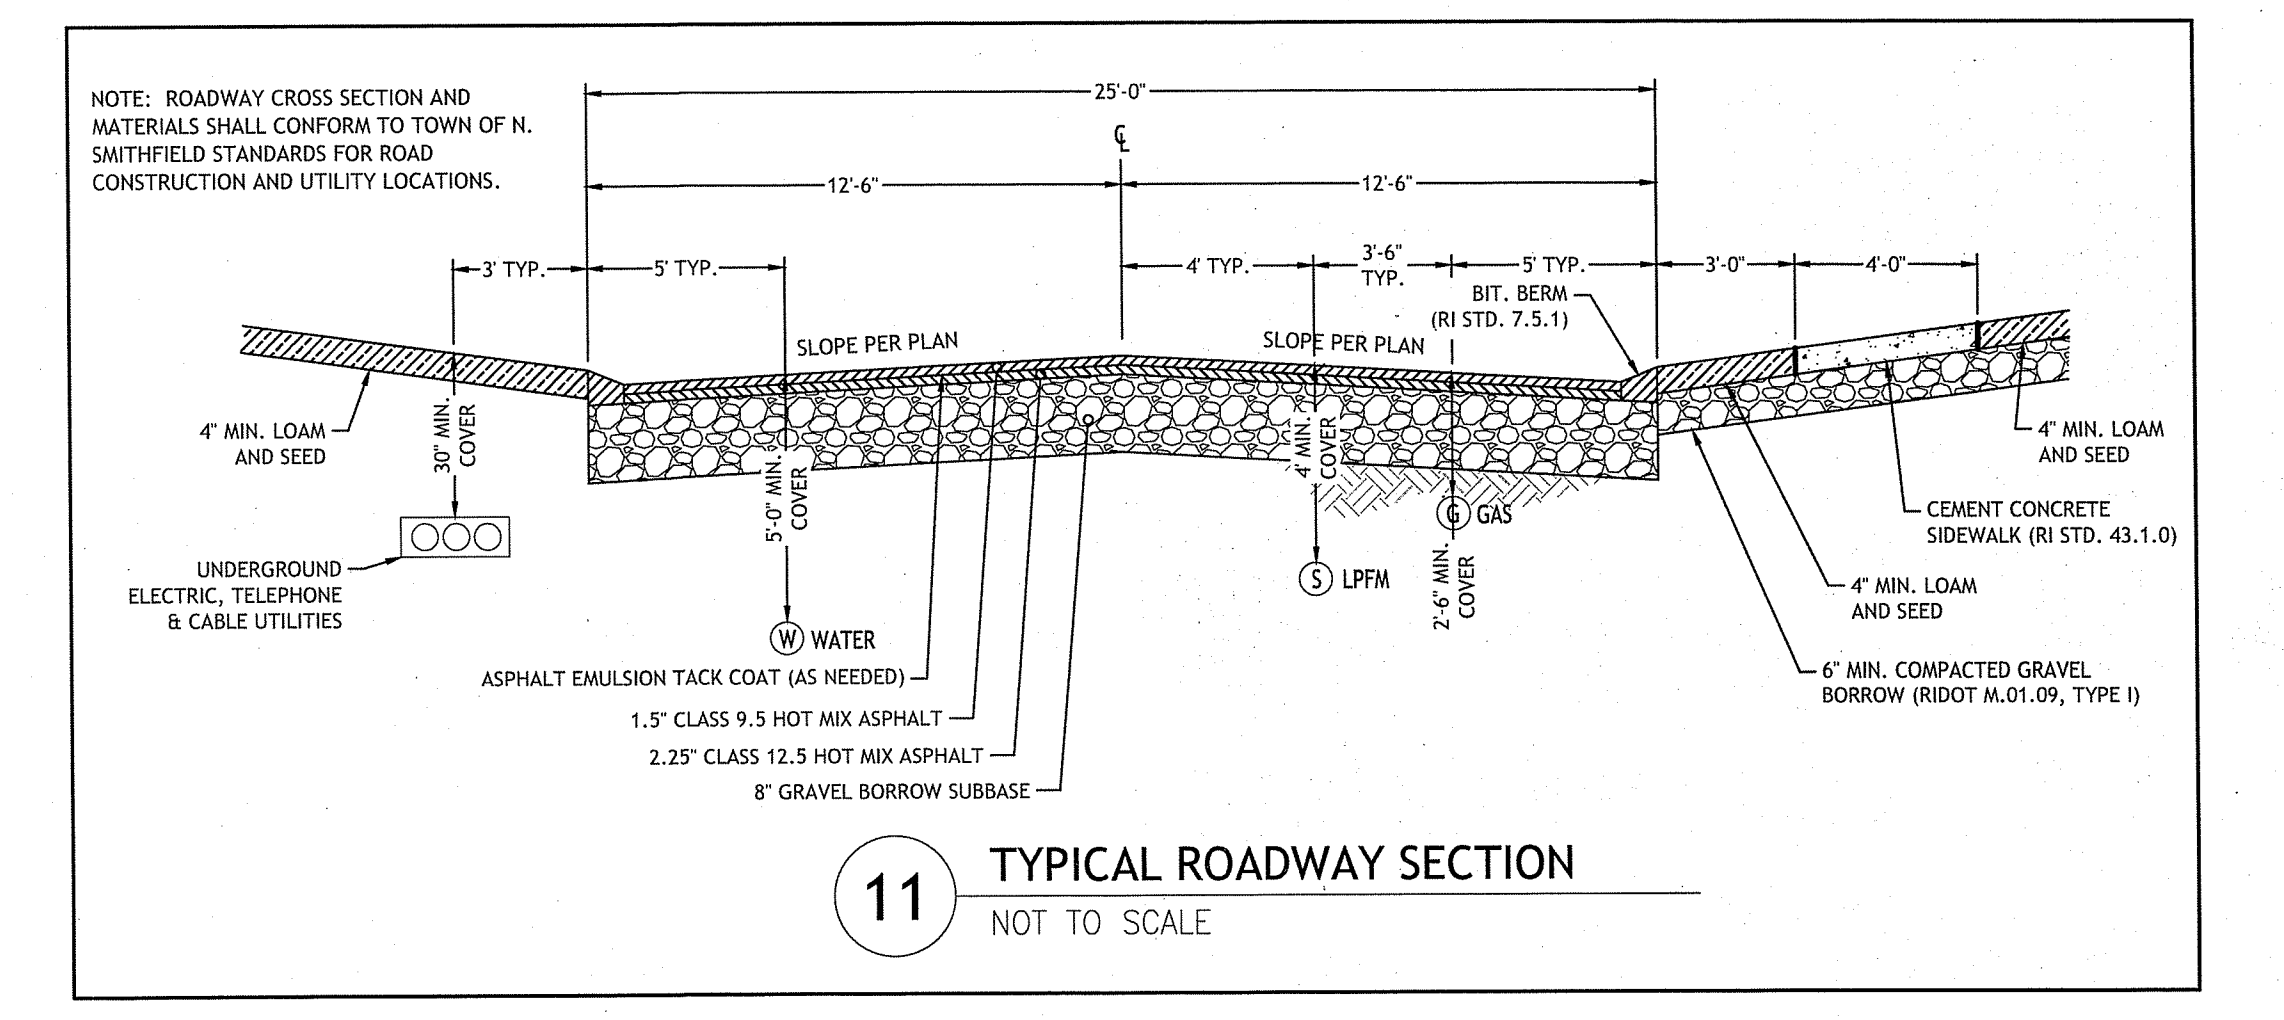 NOTE: ROADWAY CROSS SECTION AND
MATERIALS SHALL CONFORM TO TOWN OF N.
SMITHFIELD STANDARDS FOR ROAD
CONSTRUCTION AND UTILITY LOCATIONS.
25'-0"
CL
12'-6"
12'-6"
3' TYP.
5' TYP.
4' TYP.
3'-6"
TYP.
5' TYP.
3'-0"
4'-0"
BIT. BERM
(RI STD. 7.5.1)
SLOPE PER PLAN
SLOPE PER PLAN
4" MIN. LOAM
AND SEED
30" MIN.
COVER
5'-0" MIN.
COVER
4' MIN.
COVER
G GAS
2'-6" MIN.
COVER
S LPFM
W WATER
UNDERGROUND
ELECTRIC, TELEPHONE
& CABLE UTILITIES
4" MIN. LOAM
AND SEED
CEMENT CONCRETE
SIDEWALK (RI STD. 43.1.0)
4" MIN. LOAM
AND SEED
6" MIN. COMPACTED GRAVEL
BORROW (RIDOT M.01.09, TYPE I)
ASPHALT EMULSION TACK COAT (AS NEEDED)
1.5" CLASS 9.5 HOT MIX ASPHALT
2.25" CLASS 12.5 HOT MIX ASPHALT
8" GRAVEL BORROW SUBBASE
11
TYPICAL ROADWAY SECTION
NOT TO SCALE